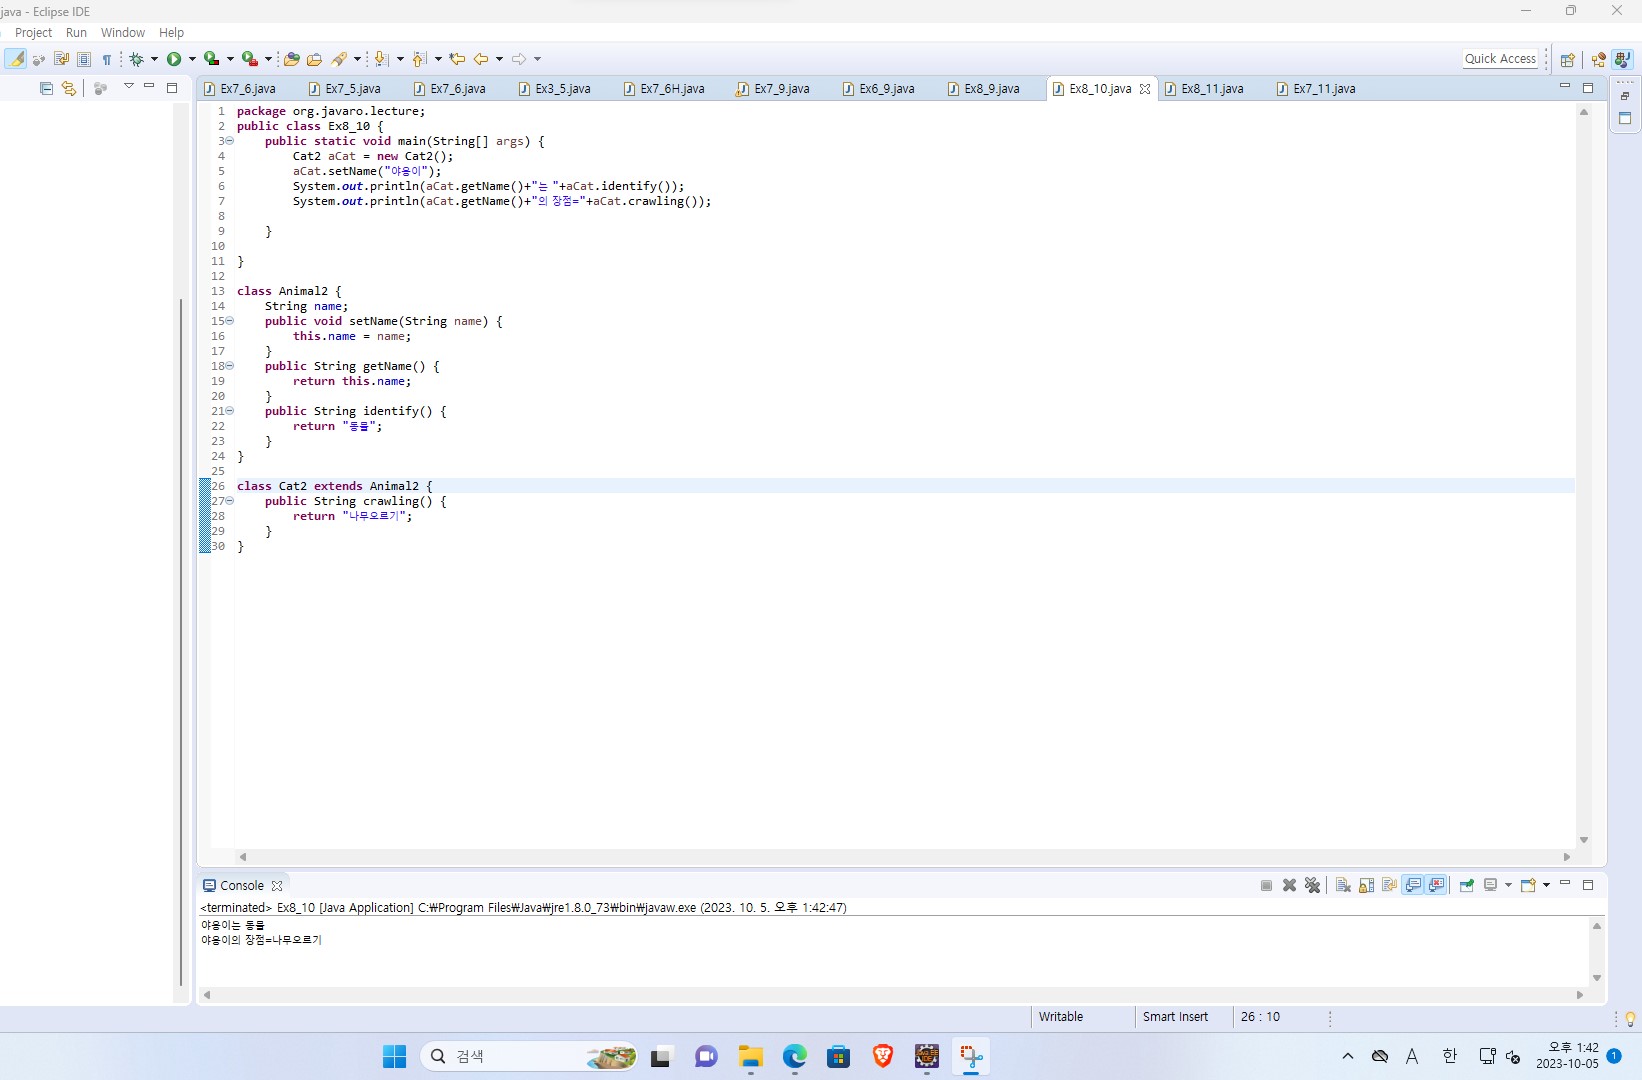 java - Eclipse IDE
Project Run Window Help
Quick Access
Ex7_6.java Ex7_5.java Ex7_6.java Ex3_5.java Ex7_6H.java Ex7_9.java Ex6_9.java Ex8_9.java Ex8_10.java Ex8_11.java Ex7_11.java
1 package org.javaro.lecture;
2 public class Ex8_10 {
3 public static void main(String[] args) {
4 Cat2 aCat = new Cat2();
5 aCat.setName("야옹이");
6 System.out.println(aCat.getName()+"는 "+aCat.identify());
7 System.out.println(aCat.getName()+"의 장점="+aCat.crawling());
8
9 }
10
11 }
12
13 class Animal2 {
14 String name;
15 public void setName(String name) {
16 this.name = name;
17 }
18 public String getName() {
19 return this.name;
20 }
21 public String identify() {
22 return "동물";
23 }
24 }
25
26 class Cat2 extends Animal2 {
27 public String crawling() {
28 return "나무오르기";
29 }
30 }
Console
<terminated> Ex8_10 [Java Application] C:₩Program Files₩Java₩jre1.8.0_73₩bin₩javaw.exe (2023. 10. 5. 오후 1:42:47)
야옹이는 동물
야옹이의 장점=나무오르기
Writable Smart Insert 26 : 10
검색
A 한 오후 1:42
2023-10-05 1